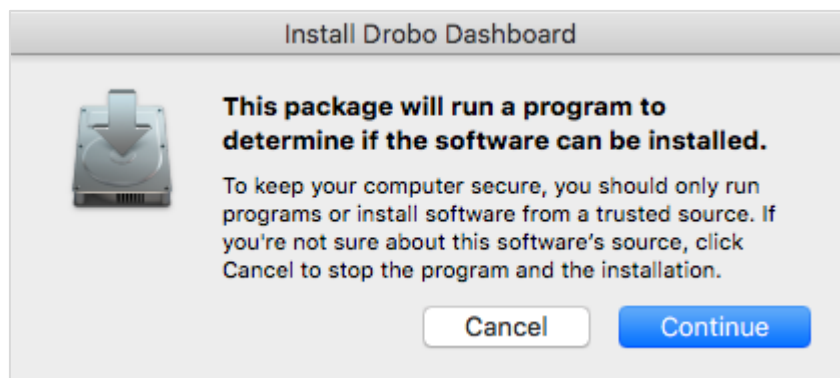 Install Drobo Dashboard
This package will run a program to
determine if the software can be installed.
To keep your computer secure, you should only run
programs or install software from a trusted source. If
you're not sure about this software’s source, click
Cancel to stop the program and the installation.
Cancel
Continue